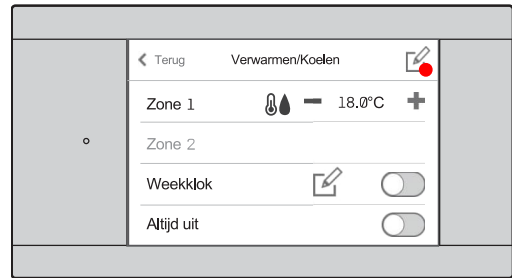 Terug Verwarmen/Koelen
Zone 1 18.0°C
Zone 2
Weekklok
Altijd uit